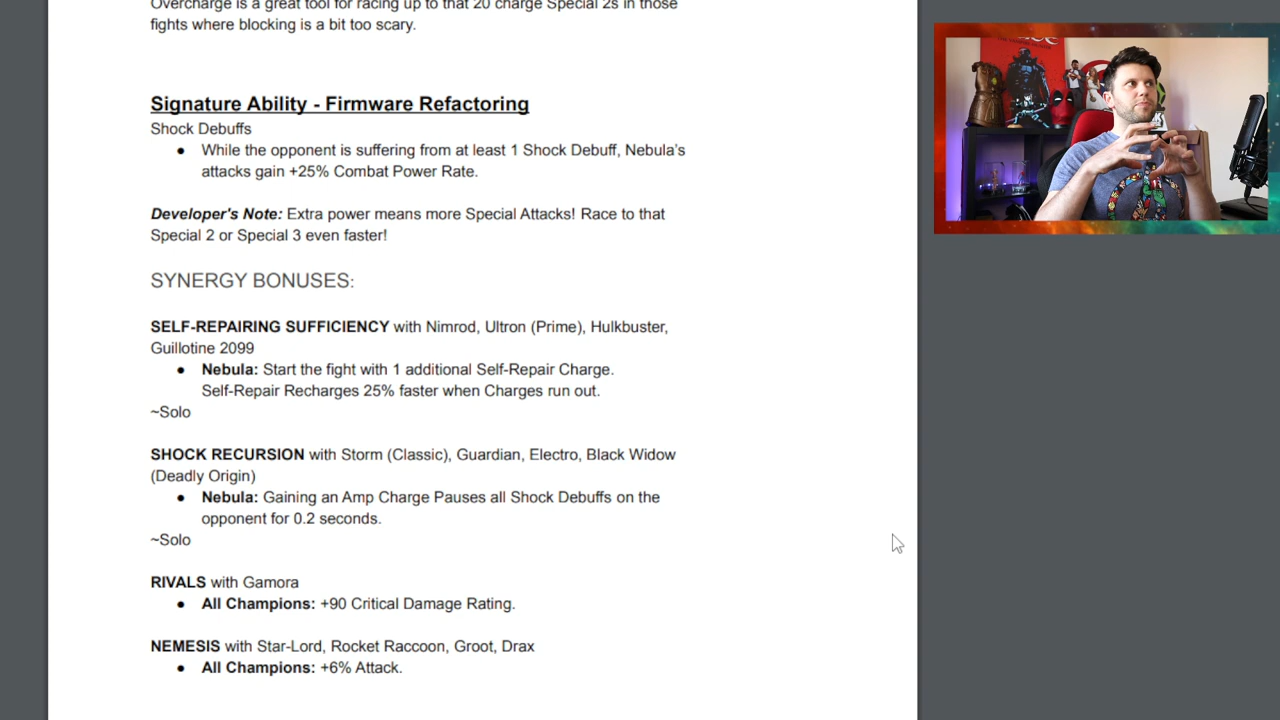 Overcharge is a great tool for racing up to that 20 charge Special 2s in those
fights where blocking is a bit too scary.
Signature Ability - Firmware Refactoring
Shock Debuffs
● While the opponent is suffering from at least 1 Shock Debuff, Nebula's
attacks gain +25% Combat Power Rate.
Developer's Note: Extra power means more Special Attacks! Race to that
Special 2 or Special 3 even faster!
SYNERGY BONUSES:
SELF-REPAIRING SUFFICIENCY with Nimrod, Ultron (Prime), Hulkbuster,
Guillotine 2099
● Nebula: Start the fight with 1 additional Self-Repair Charge.
Self-Repair Recharges 25% faster when Charges run out.
~Solo
SHOCK RECURSION with Storm (Classic), Guardian, Electro, Black Widow
(Deadly Origin)
● Nebula: Gaining an Amp Charge Pauses all Shock Debuffs on the
opponent for 0.2 seconds.
~Solo
RIVALS with Gamora
● All Champions: +90 Critical Damage Rating.
NEMESIS with Star-Lord, Rocket Raccoon, Groot, Drax
● All Champions: +6% Attack.